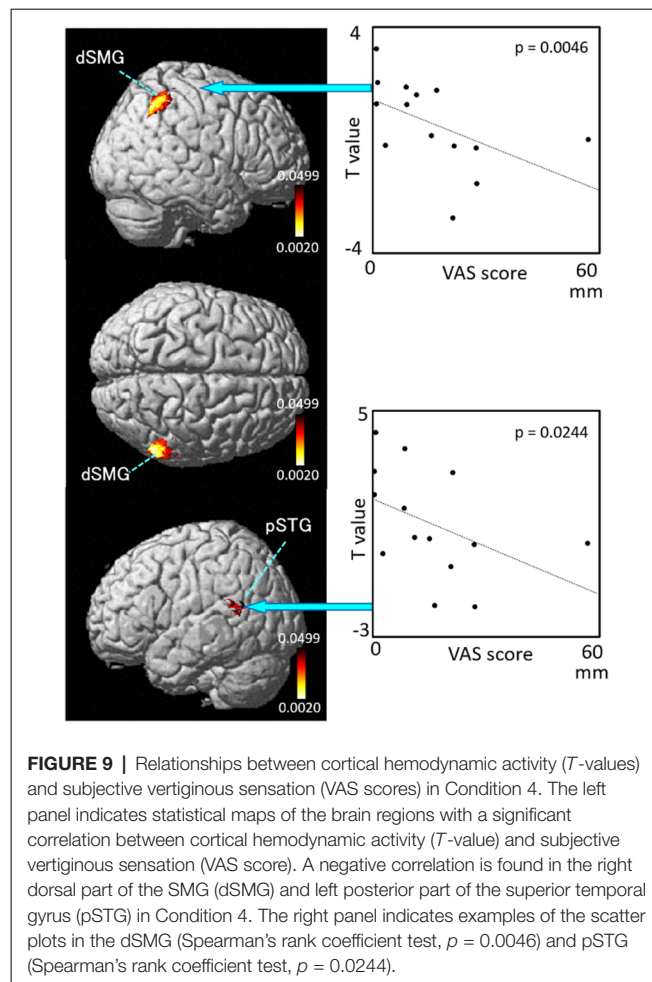 dSMG
0.0499
0.0020
4
p = 0.0046
T value
-4
0
VAS score
60
mm
dSMG
0.0499
0.0020
pSTG
0.0499
0.0020
5
p = 0.0244
T value
-3
0
VAS score
60
mm
FIGURE 9 | Relationships between cortical hemodynamic activity (T-values)
and subjective vertiginous sensation (VAS scores) in Condition 4. The left
panel indicates statistical maps of the brain regions with a significant
correlation between cortical hemodynamic activity (T-value) and subjective
vertiginous sensation (VAS score). A negative correlation is found in the right
dorsal part of the SMG (dSMG) and left posterior part of the superior temporal
gyrus (pSTG) in Condition 4. The right panel indicates examples of the scatter
plots in the dSMG (Spearman's rank coefficient test, p = 0.0046) and pSTG
(Spearman's rank coefficient test, p = 0.0244).